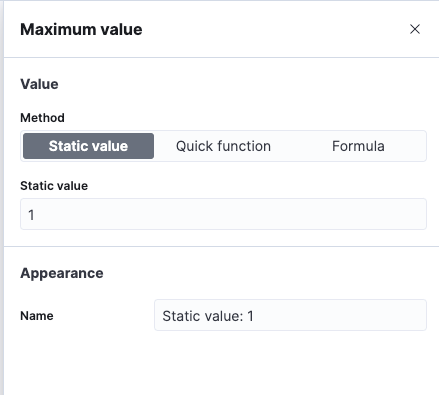 Maximum value
Value
Method
Static value Quick function Formula
Static value
1
Appearance
Name Static value: 1